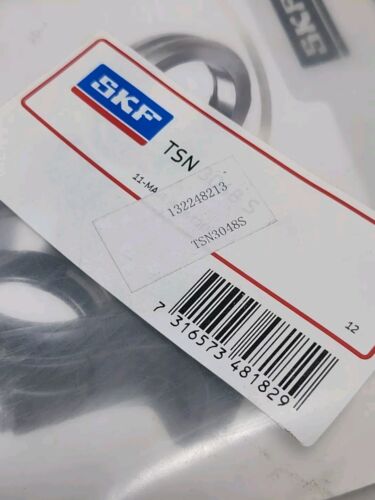 SKF
SKF
TSN
11-MA
132248213
TSN3048S
12
7 316573 481829